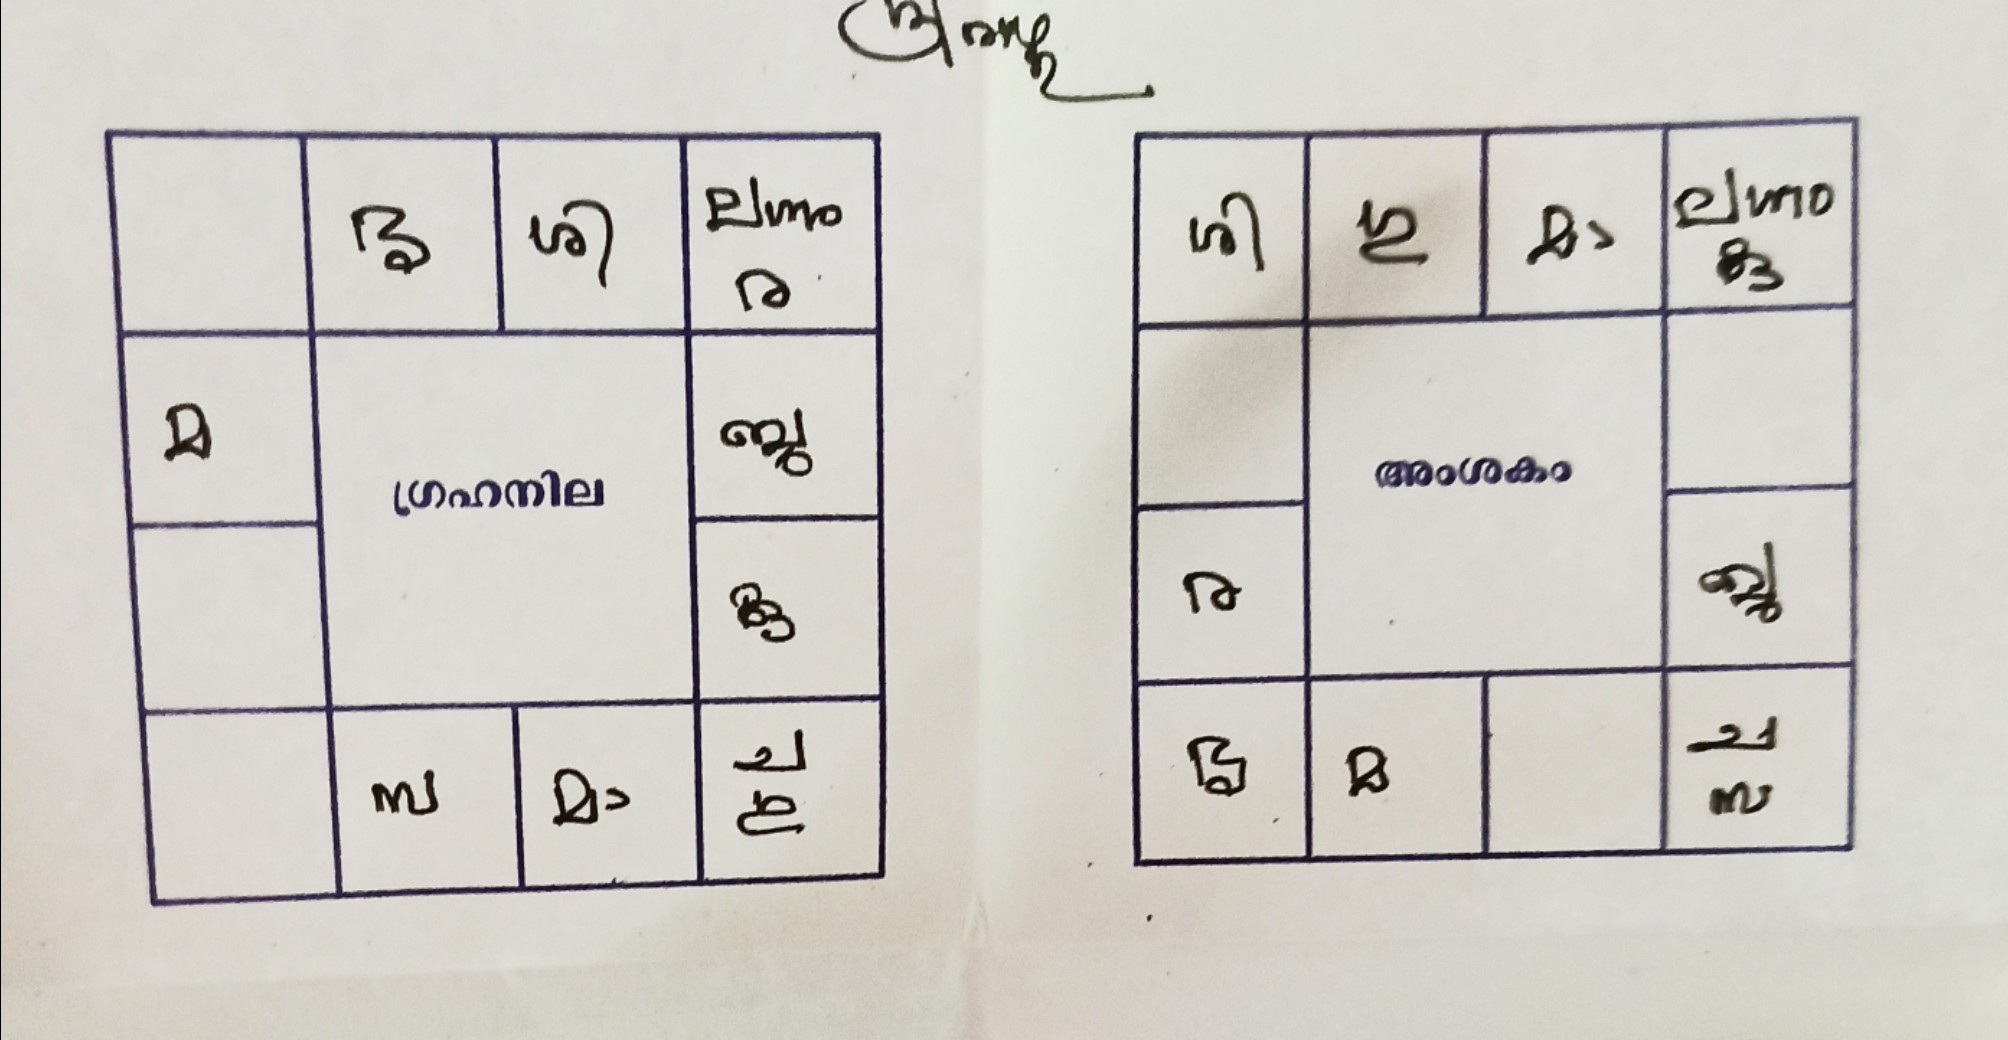 ശി
ലഗ്നം
ര
മ
ഗ്രഹനില
ബു
കു
സ
മാ
ച
ഗു
ശി
ഗു
മാ
ലഗ്നം
കു
അംശകം
ര
ബു
മ
ച
സ